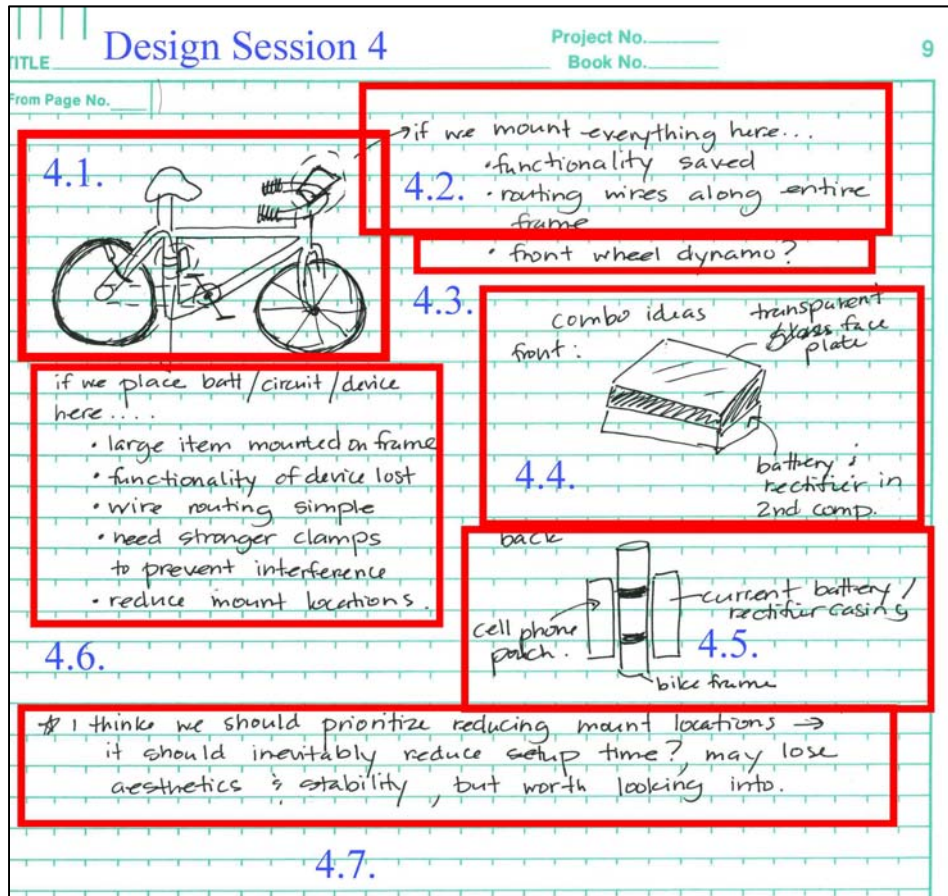 TITLE Design Session 4
Project No.
Book No.
9
From Page No.
4.1.
if we mount everything here...
• functionality saved
4.2.
• routing wires along entire
frame
• front wheel dynamo?
4.3.
combo ideas
front:
transparent
glass face
plate
4.4.
battery &
rectifier in
2nd comp.
if we place batt/circuit/device
here....
• large item mounted on frame
• functionality of device lost
• wire routing simple
• need stronger clamps
to prevent interference
• reduce mount locations.
4.6.
back
cell phone
pouch.
current battery/
rectifier casing
4.5.
bike frame
☆ I thinke we should prioritize reducing mount locations →
it should inevitably reduce setup time?, may lose
aesthetics & stability, but worth looking into.
4.7.